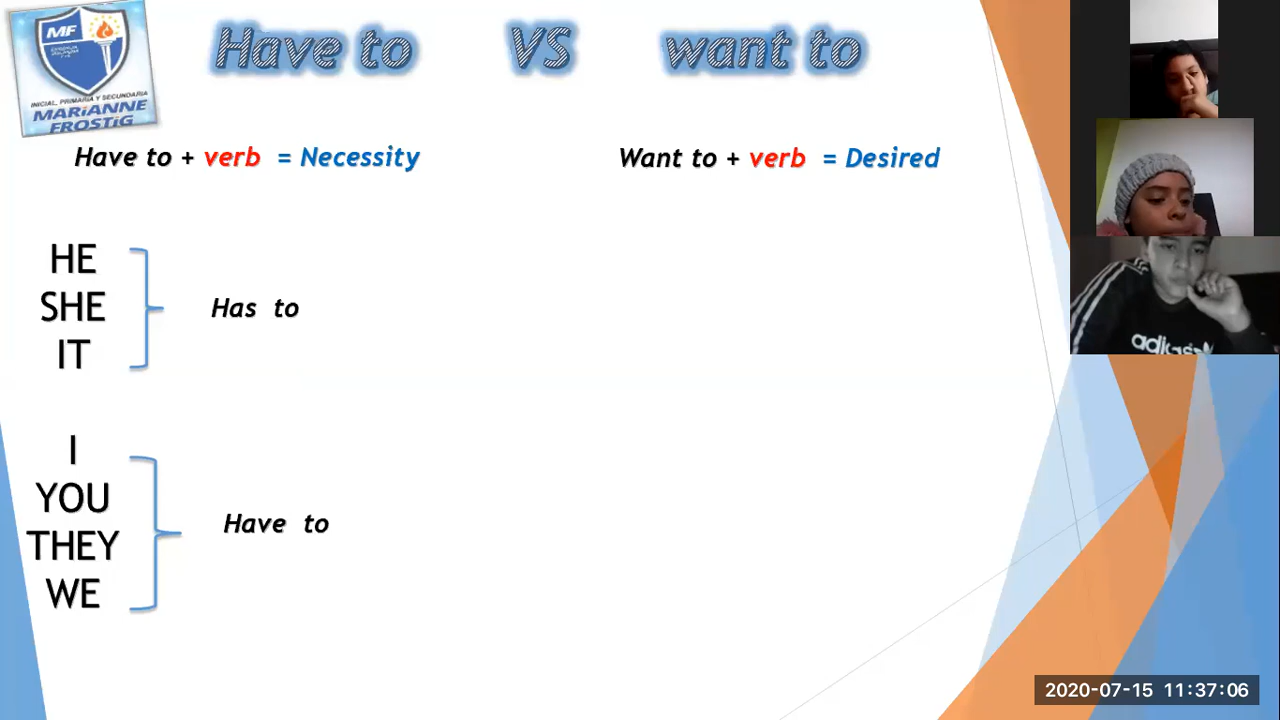 MF
INICIAL, PRIMARIA Y SECUNDARIA
MARiANNE
FROSTiG
Have to VS want to
Have to + verb = Necessity
Want to + verb = Desired
HE
SHE
IT
Has to
I
YOU
THEY
WE
Have to
adidas
2020-07-15 11:37:06